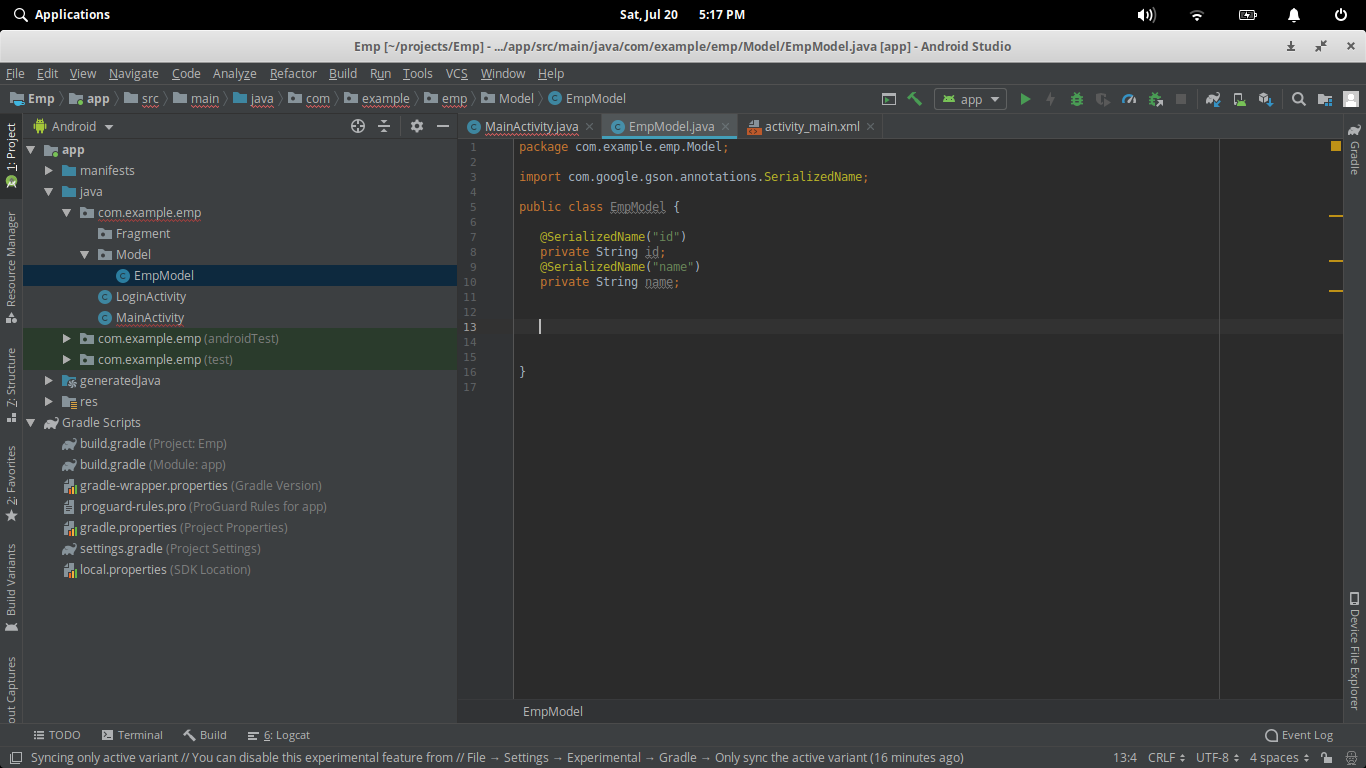 Applications
Sat, Jul 20 5:17 PM
Emp [~/projects/Emp] - .../app/src/main/java/com/example/emp/Model/EmpModel.java [app] - Android Studio
File Edit View Navigate Code Analyze Refactor Build Run Tools VCS Window Help
Emp app src main java com example emp Model EmpModel
app
1: Project
Resource Manager
7: Structure
2: Favorites
Build Variants
out Captures
Android
app
manifests
java
com.example.emp
Fragment
Model
EmpModel
LoginActivity
MainActivity
com.example.emp (androidTest)
com.example.emp (test)
generatedJava
res
Gradle Scripts
build.gradle (Project: Emp)
build.gradle (Module: app)
gradle-wrapper.properties (Gradle Version)
proguard-rules.pro (ProGuard Rules for app)
gradle.properties (Project Properties)
settings.gradle (Project Settings)
local.properties (SDK Location)
MainActivity.java EmpModel.java activity_main.xml
1 package com.example.emp.Model;
2
3 import com.google.gson.annotations.SerializedName;
4
5 public class EmpModel {
6
7 @SerializedName("id")
8 private String id;
9 @SerializedName("name")
10 private String name;
11
12
13
14
15
16 }
17
EmpModel
Gradle
Device File Explorer
TODO Terminal Build 6: Logcat Event Log
Syncing only active variant // You can disable this experimental feature from // File → Settings → Experimental → Gradle → Only sync the active variant (16 minutes ago) 13:4 CRLF UTF-8 4 spaces